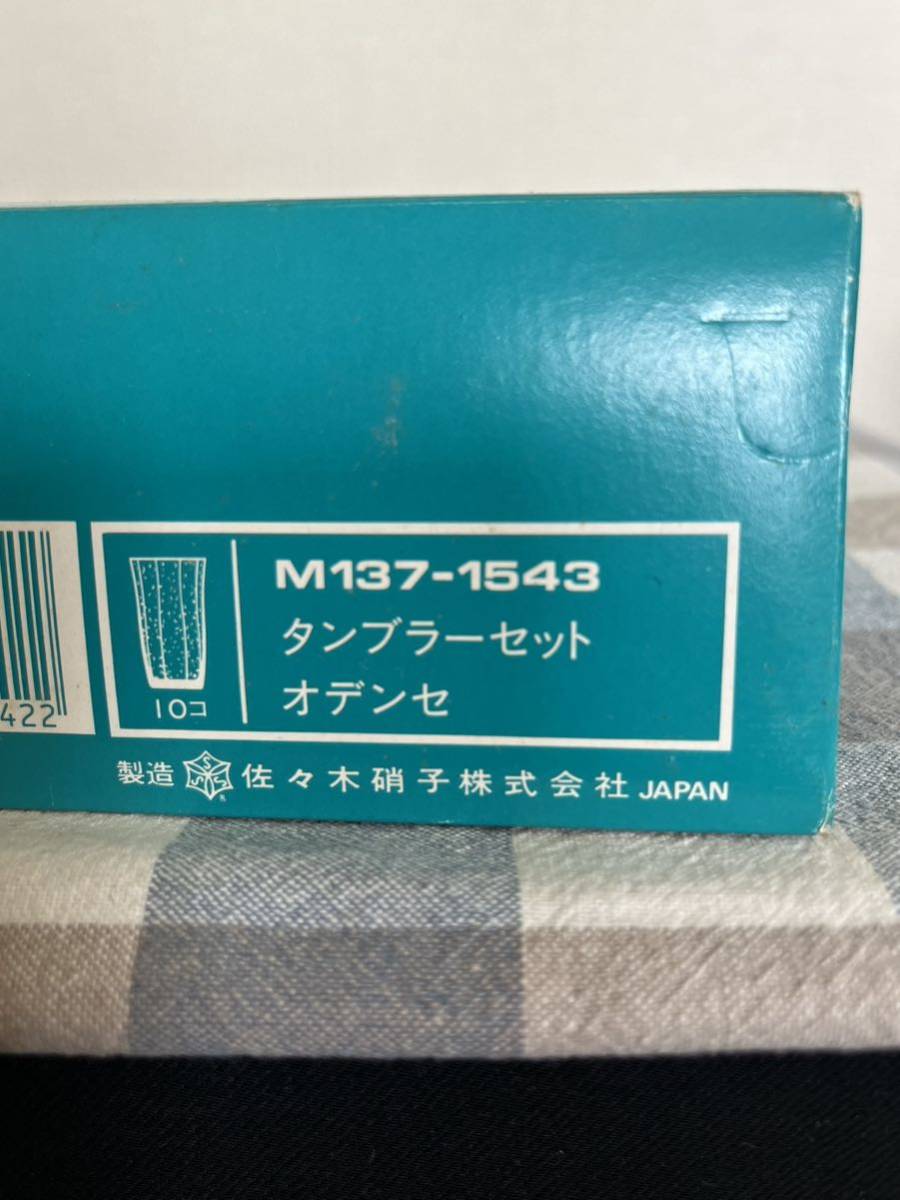 M137-1543
タンブラーセット
オデンセ
10コ
422
製造 SSG® 佐々木硝子株式会社 JAPAN